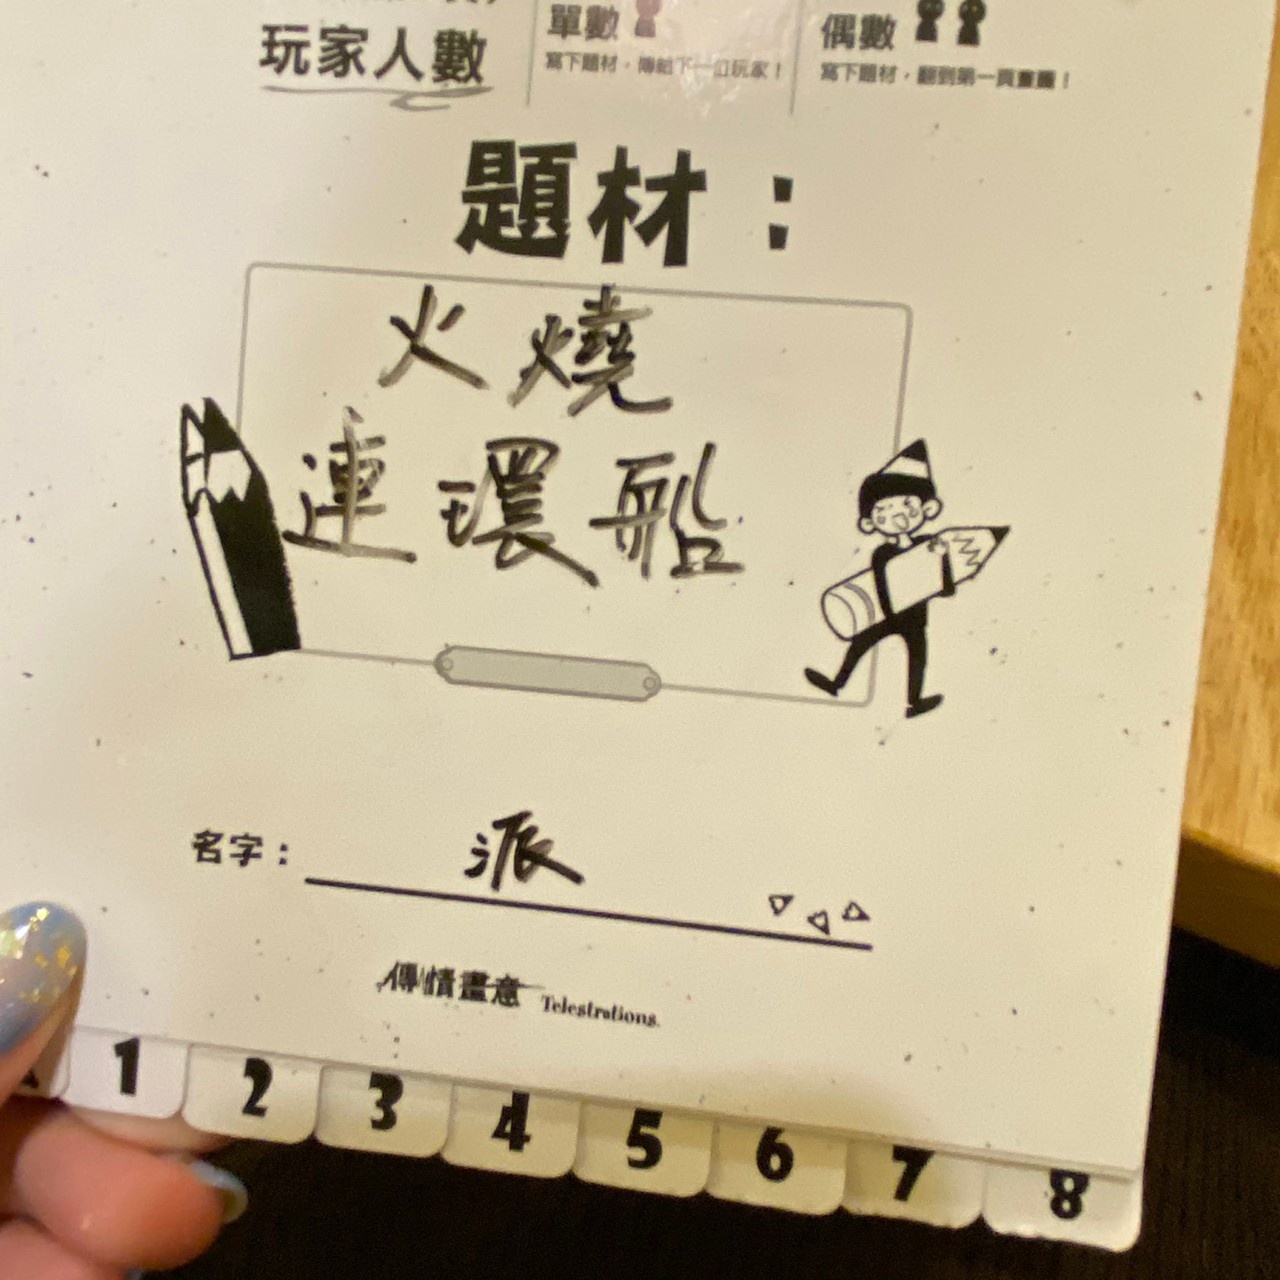 玩家人數
單數
寫下題材，傳給下一位玩家！
偶數
寫下題材，翻到第一頁畫圖！
題材：
火燒
連環船
名字：派
傳情畫意 Telestrations
1 2 3 4 5 6 7 8